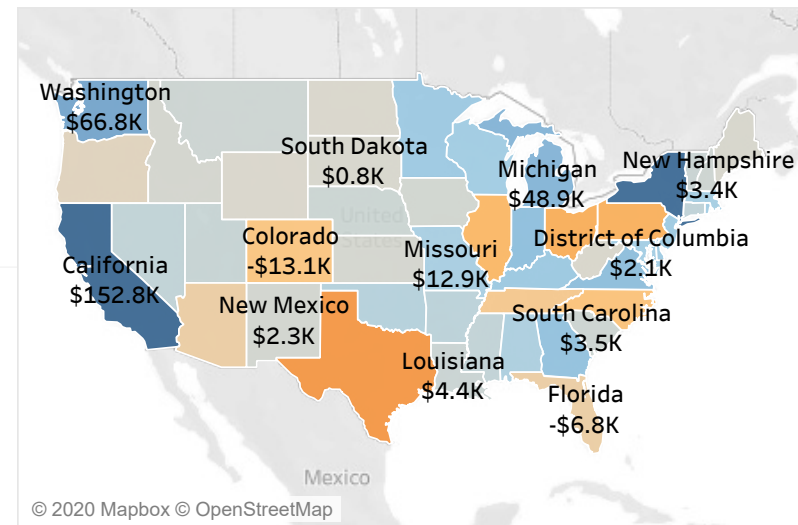 Washington
$66.8K
South Dakota
$0.8K
Michigan
$48.9K
New Hampshire
$3.4K
United
States
Colorado
-$13.1K
Missouri
$12.9K
District of Columbia
$2.1K
California
$152.8K
New Mexico
$2.3K
South Carolina
$3.5K
Louisiana
$4.4K
Florida
-$6.8K
Mexico
© 2020 Mapbox © OpenStreetMap